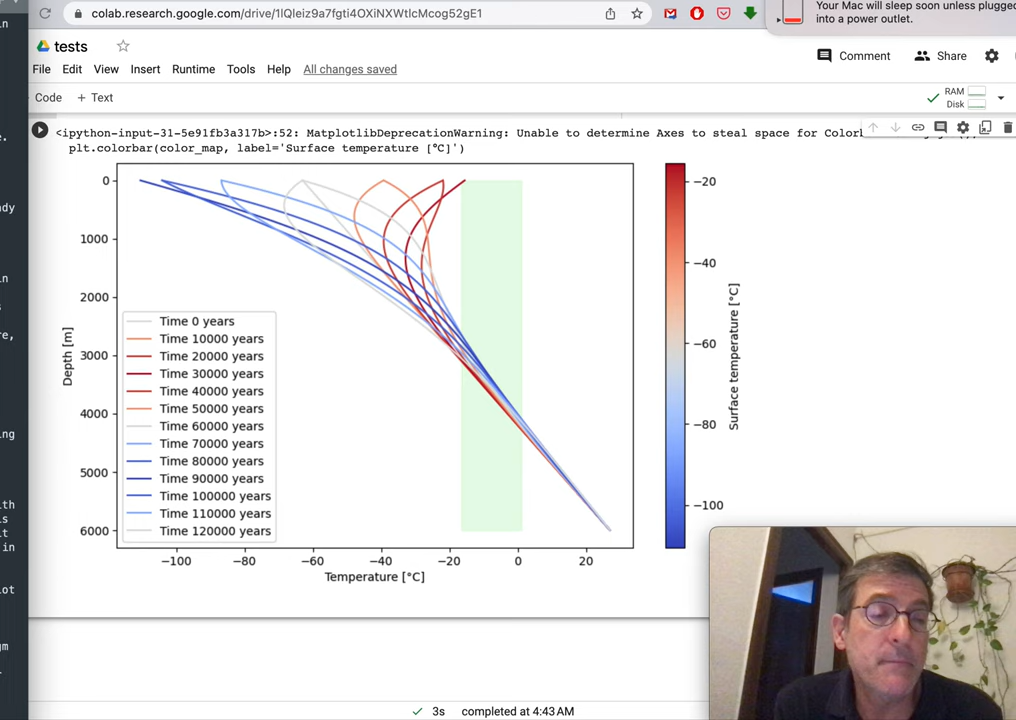 colab.research.google.com/drive/1lQleiz9a7fgti4OXiNXWtlcMcog52gE1
Your Mac will sleep soon unless plugged
into a power outlet.
tests
File Edit View Insert Runtime Tools Help All changes saved
Comment Share
Code + Text
RAM
Disk
<ipython-input-31-5e91fb3a317b>:52: MatplotlibDeprecationWarning: Unable to determine Axes to steal space for
plt.colorbar(color_map, label='Surface temperature [°C]')
0
1000
2000
3000
4000
5000
6000
Depth [m]
Time 0 years
Time 10000 years
Time 20000 years
Time 30000 years
Time 40000 years
Time 50000 years
Time 60000 years
Time 70000 years
Time 80000 years
Time 90000 years
Time 100000 years
Time 110000 years
Time 120000 years
−100 −80 −60 −40 −20 0 20
Temperature [°C]
−20
−40
−60
−80
−100
Surface temperature [°C]
3s completed at 4:43AM